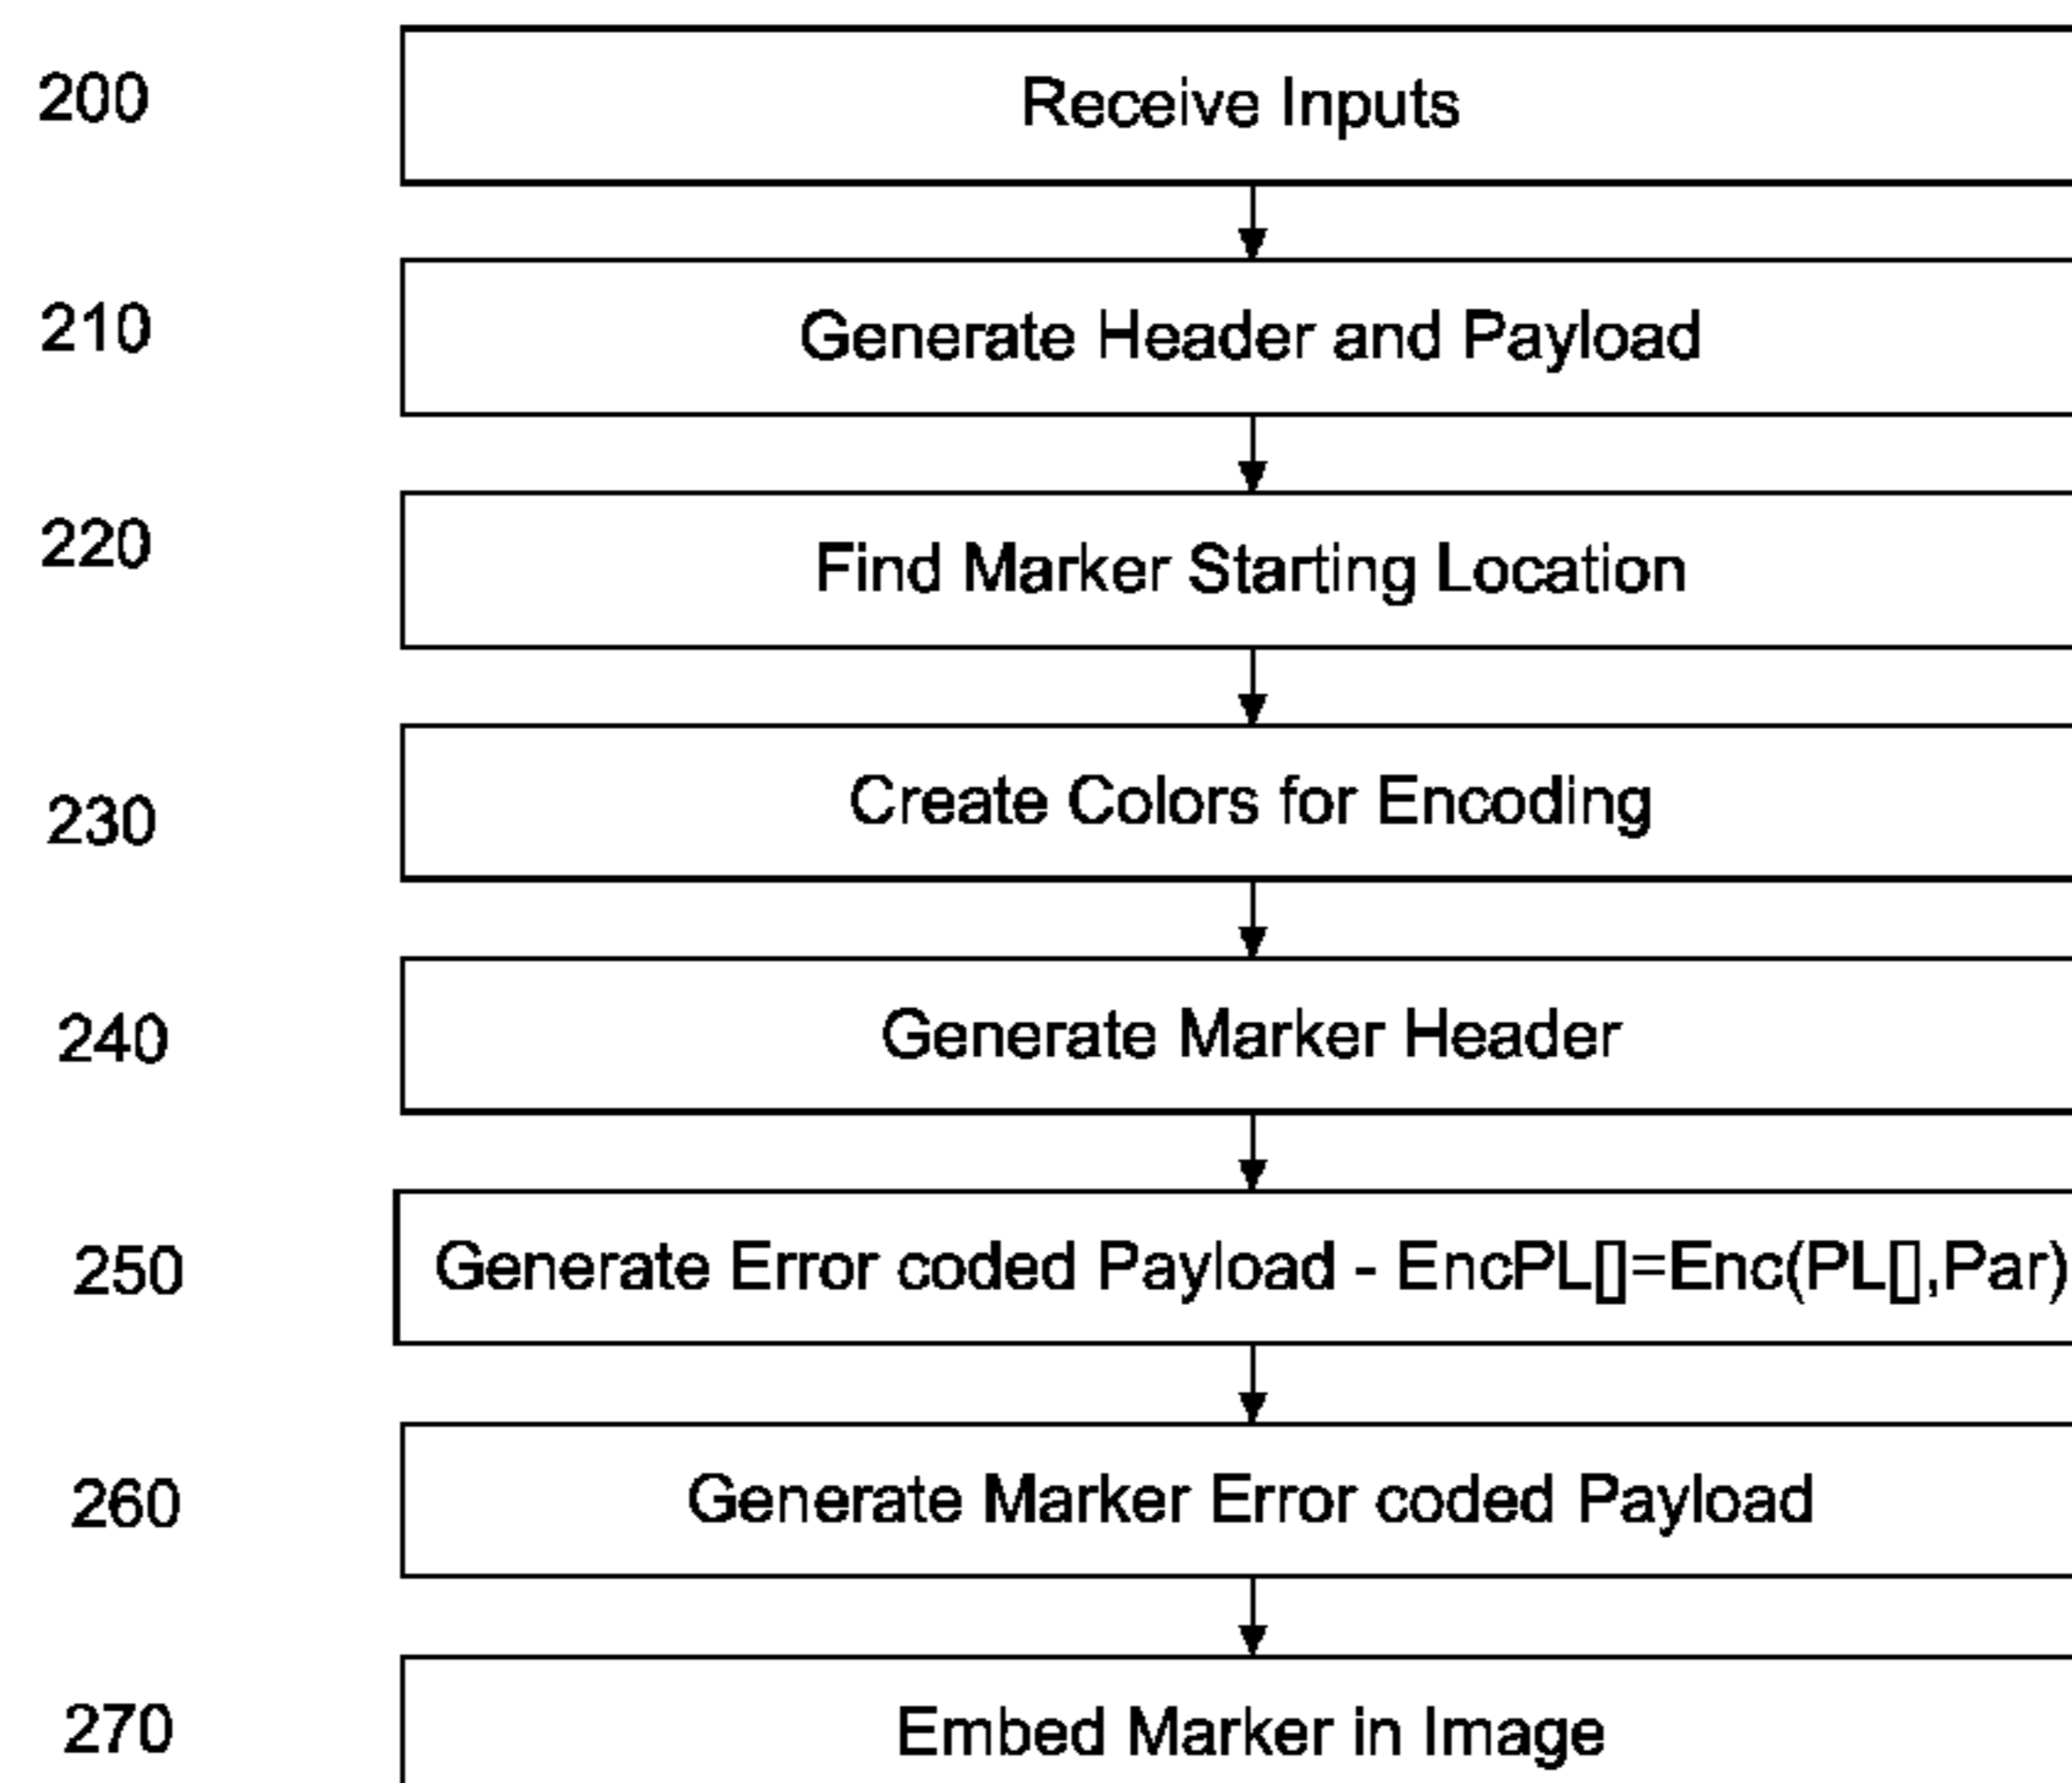 200 Receive Inputs
210 Generate Header and Payload
220 Find Marker Starting Location
230 Create Colors for Encoding
240 Generate Marker Header
250 Generate Error coded Payload - EncPL[]=Enc(PL[],Par)
260 Generate Marker Error coded Payload
270 Embed Marker in Image